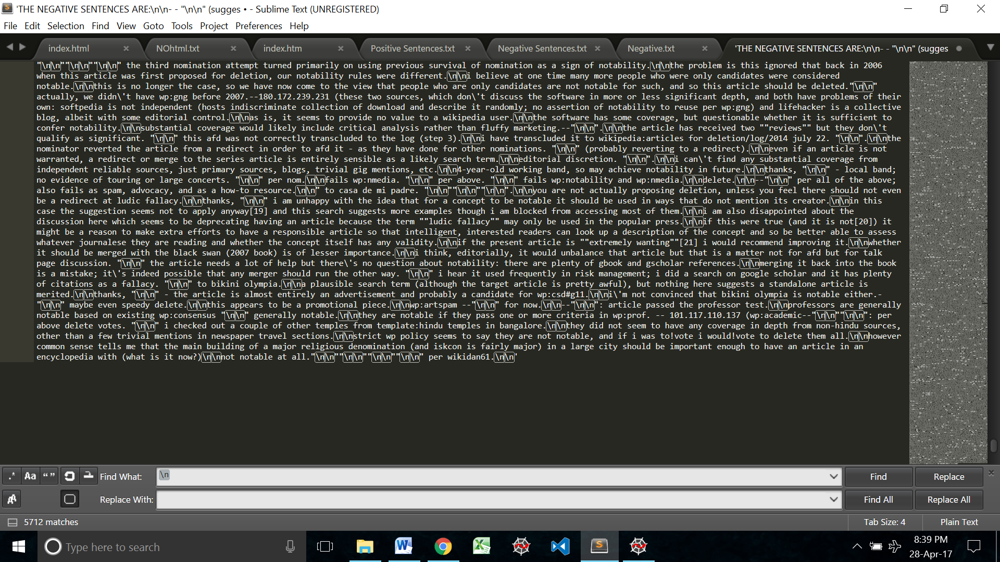 'THE NEGATIVE SENTENCES ARE:\n\n- - "\n\n" (sugges • - Sublime Text (UNREGISTERED)
File Edit Selection Find View Goto Tools Project Preferences Help
index.html NOhtml.txt index.htm Positive Sentences.txt Negative Sentences.txt Negative.txt 'THE NEGATIVE SENTENCES ARE:\n\n- - "\n\n" (sugges
"\n\n""\n\n""\n\n" the third nomination attempt turned primarily on using previous survival of nomination as a sign of notability.\n\nthe problem is this ignored that back in 2006
when this article was first proposed for deletion, our notability rules were different.\n\ni believe at one time many more people who were only candidates were considered
notable.\n\nthis is no longer the case, so we have now come to the view that people who are only candidates are not notable for such, and so this article should be deleted."\n\n"
actually, we didn\'t have wp:gng before 2007.--180.172.239.231 (these two sources, which don\'t discuss the software in more or less significant depth, and both have problems of their
own: softpedia is not independent (hosts indiscriminate collection of download and describe it randomly; no assertion of notability to reuse per wp:gng) and lifehacker is a collective
blog, albeit with some editorial control.\n\nas is, it seems to provide no value to a wikipedia user.\n\nthe software has some coverage, but questionable whether it is sufficient to
confer notability.\n\nsubstantial coverage would likely include critical analysis rather than fluffy marketing.--"\n\n".\n\nthe article has received two ""reviews"" but they don\'t
qualify as significant. "\n\n" this afd was not correctly transcluded to the log (step 3).\n\ni have transcluded it to wikipedia:articles for deletion/log/2014 july 22. "\n\n".\n\nthe
nominator reverted the article from a redirect in order to afd it - as they have done for other nominations. "\n\n" (probably reverting to a redirect).\n\neven if an article is not
warranted, a redirect or merge to the series article is entirely sensible as a likely search term.\n\neditorial discretion. "\n\n".\n\ni can\'t find any substantial coverage from
independent reliable sources, just primary sources, blogs, trivial gig mentions, etc.\n\n4-year-old working band, so may achieve notability in future.\n\nthanks, "\n\n" - local band;
no evidence of touring or large concerts. "\n\n" per nom.\n\nfails wp:nmedia. "\n\n" per above. "\n\n" fails wp:notability and wp:nmedia.\n\ndelete.\n\n--"\n\n" per all of the above;
also fails as spam, advocacy, and as a how-to resource.\n\n" to casa de mi padre. "\n\n""\n\n""\n\n".\n\nyou are not actually proposing deletion, unless you feel there should not even
be a redirect at ludic fallacy.\n\nthanks, "\n\n" i am unhappy with the idea that for a concept to be notable it should be used in ways that do not mention its creator.\n\nin this
case the suggestion seems not to apply anyway[19] and this search suggests more examples though i am blocked from accessing most of them.\n\ni am also disappointed about the
discussion here which seems to be deprecating having an article because the term ""ludic fallacy"" may only be used in the popular press.\n\nif this were true (and it is not[20]) it
might be a reason to make extra efforts to have a responsible article so that intelligent, interested readers can look up a description of the concept and so be better able to assess
whatever journalese they are reading and whether the concept itself has any validity.\n\nif the present article is ""extremely wanting""[21] i would recommend improving it.\n\nwhether
it should be merged with the black swan (2007 book) is of lesser importance.\n\ni think, editorially, it would unbalance that article but that is a matter not for afd but for talk
page discussion. "\n\n" the article needs a lot of help but there\'s no question about notability: there are plenty of gbook and gscholar references.\n\nmerging it back into the book
is a mistake; it\'s indeed possible that any merger should run the other way. "\n\n" i hear it used frequently in risk management; i did a search on google scholar and it has plenty
of citations as a fallacy. "\n\n" to bikini olympia.\n\na plausible search term (although the target article is pretty awful), but nothing here suggests a standalone article is
merited.\n\nthanks, "\n\n" - the article is almost entirely an advertisement and probably a candidate for wp:csd#g11.\n\ni\'m not convinced that bikini olympia is notable either.-
"\n\n" maybe even speedy delete.\n\nthis appears to be a promotional piece.\n\nwp:artspam --"\n\n" for now.\n\n--"\n\n": article passed the professor test.\n\nprofessors are generally
notable based on existing wp:consensus "\n\n" generally notable.\n\nthey are notable if they pass one or more criteria in wp:prof. -- 101.117.110.137 (wp:academic--"\n\n""\n\n": per
above delete votes. "\n\n" i checked out a couple of other temples from template:hindu temples in bangalore.\n\nthey did not seem to have any coverage in depth from non-hindu sources,
other than a few trivial mentions in newspaper travel sections.\n\nstrict wp policy seems to say they are not notable, and if i was to!vote i would!vote to delete them all.\n\nhowever
common sense tells me that the main building of a major religious denomination (and iskcon is fairly major) in a large city should be important enough to have an article in an
encyclopedia with (what is it now?)\n\nnot notable at all."\n\n""\n\n""\n\n""\n\n" per wikidan61.\n\n'
.* Aa “ ” Find What: \n Find Replace
Replace With: Find All Replace All
5712 matches Tab Size: 4 Plain Text
Type here to search
8:39 PM
28-Apr-17